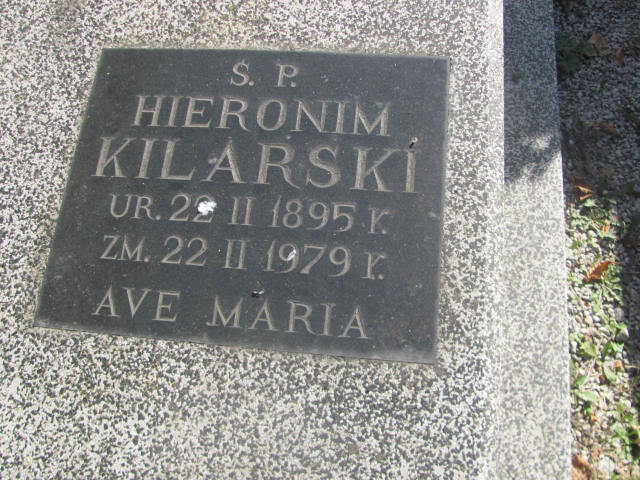 Ś. P.
HIERONIM
KILARSKI
UR. 22 II 1895 R.
ZM. 22 II 1979 R.
AVE MARIA